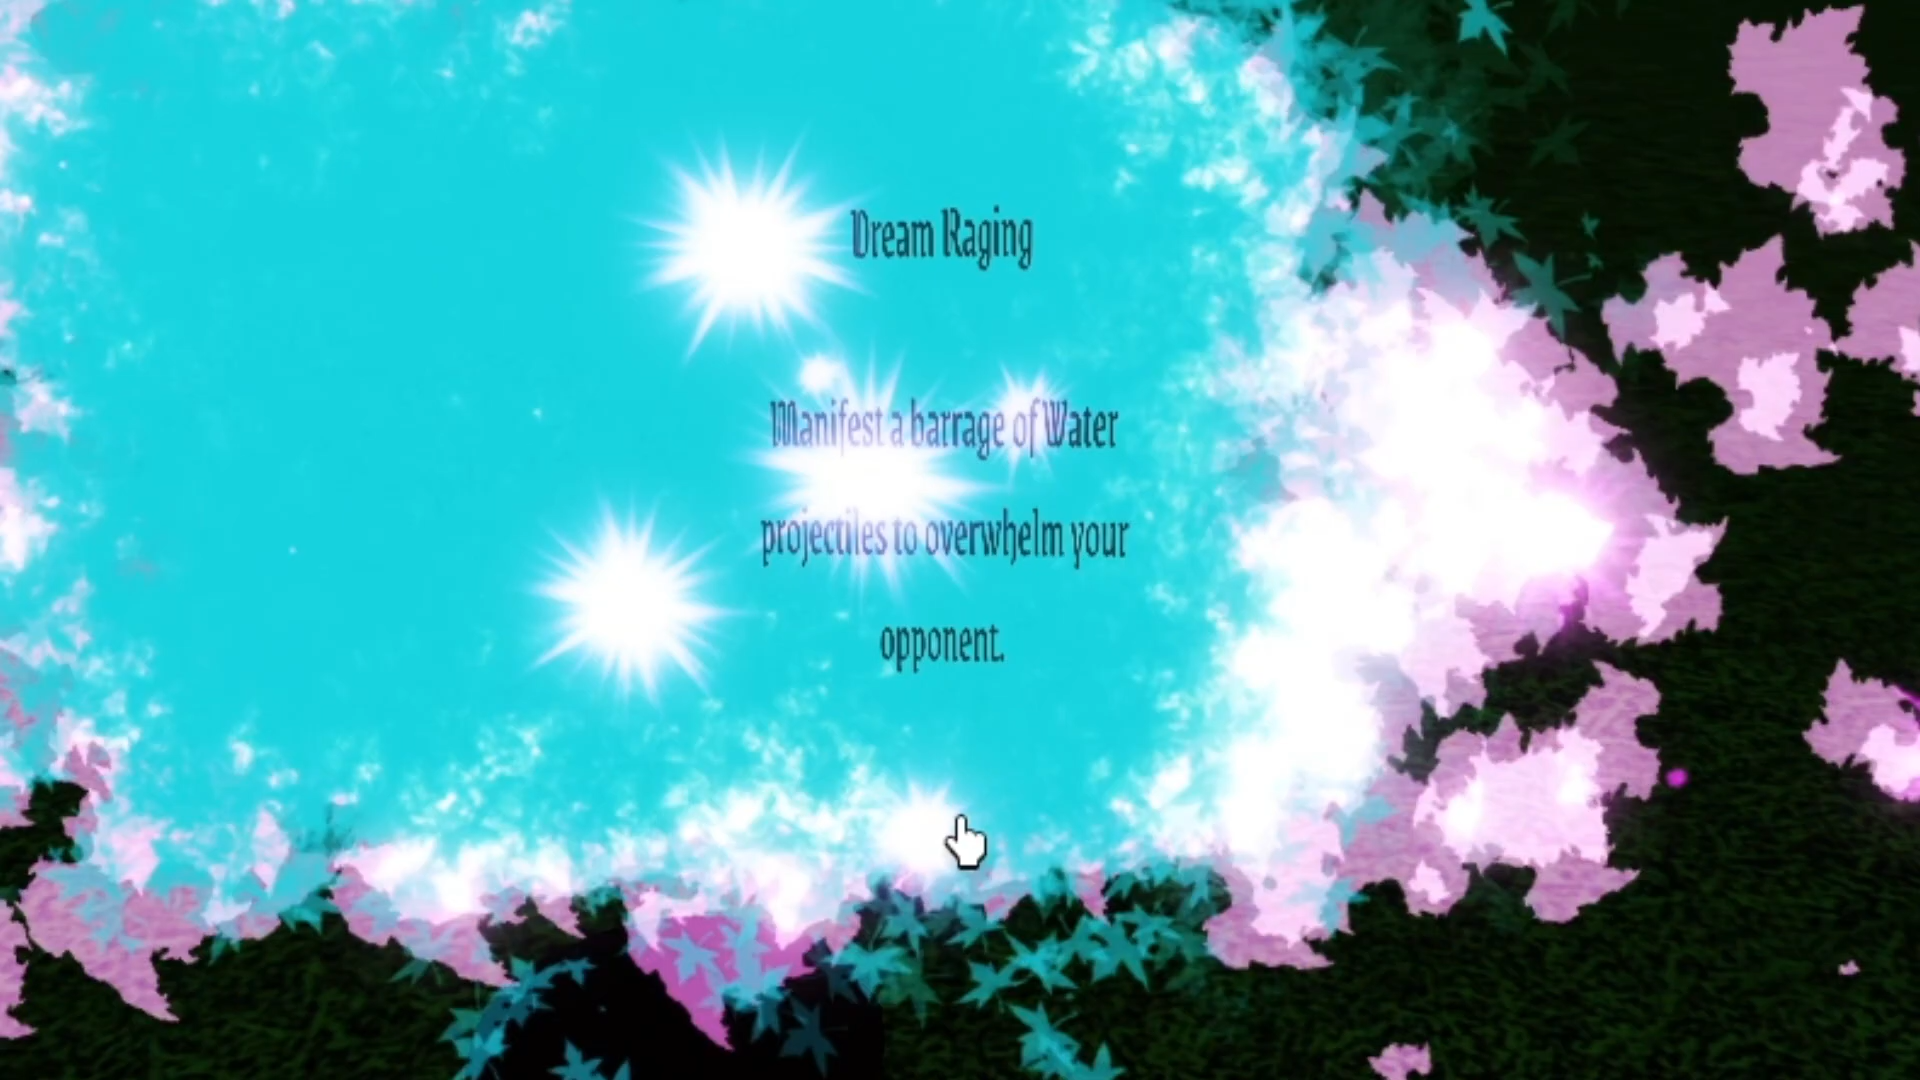 Dream Raging
Manifest a barrage of Water
projectiles to overwhelm your
opponent.